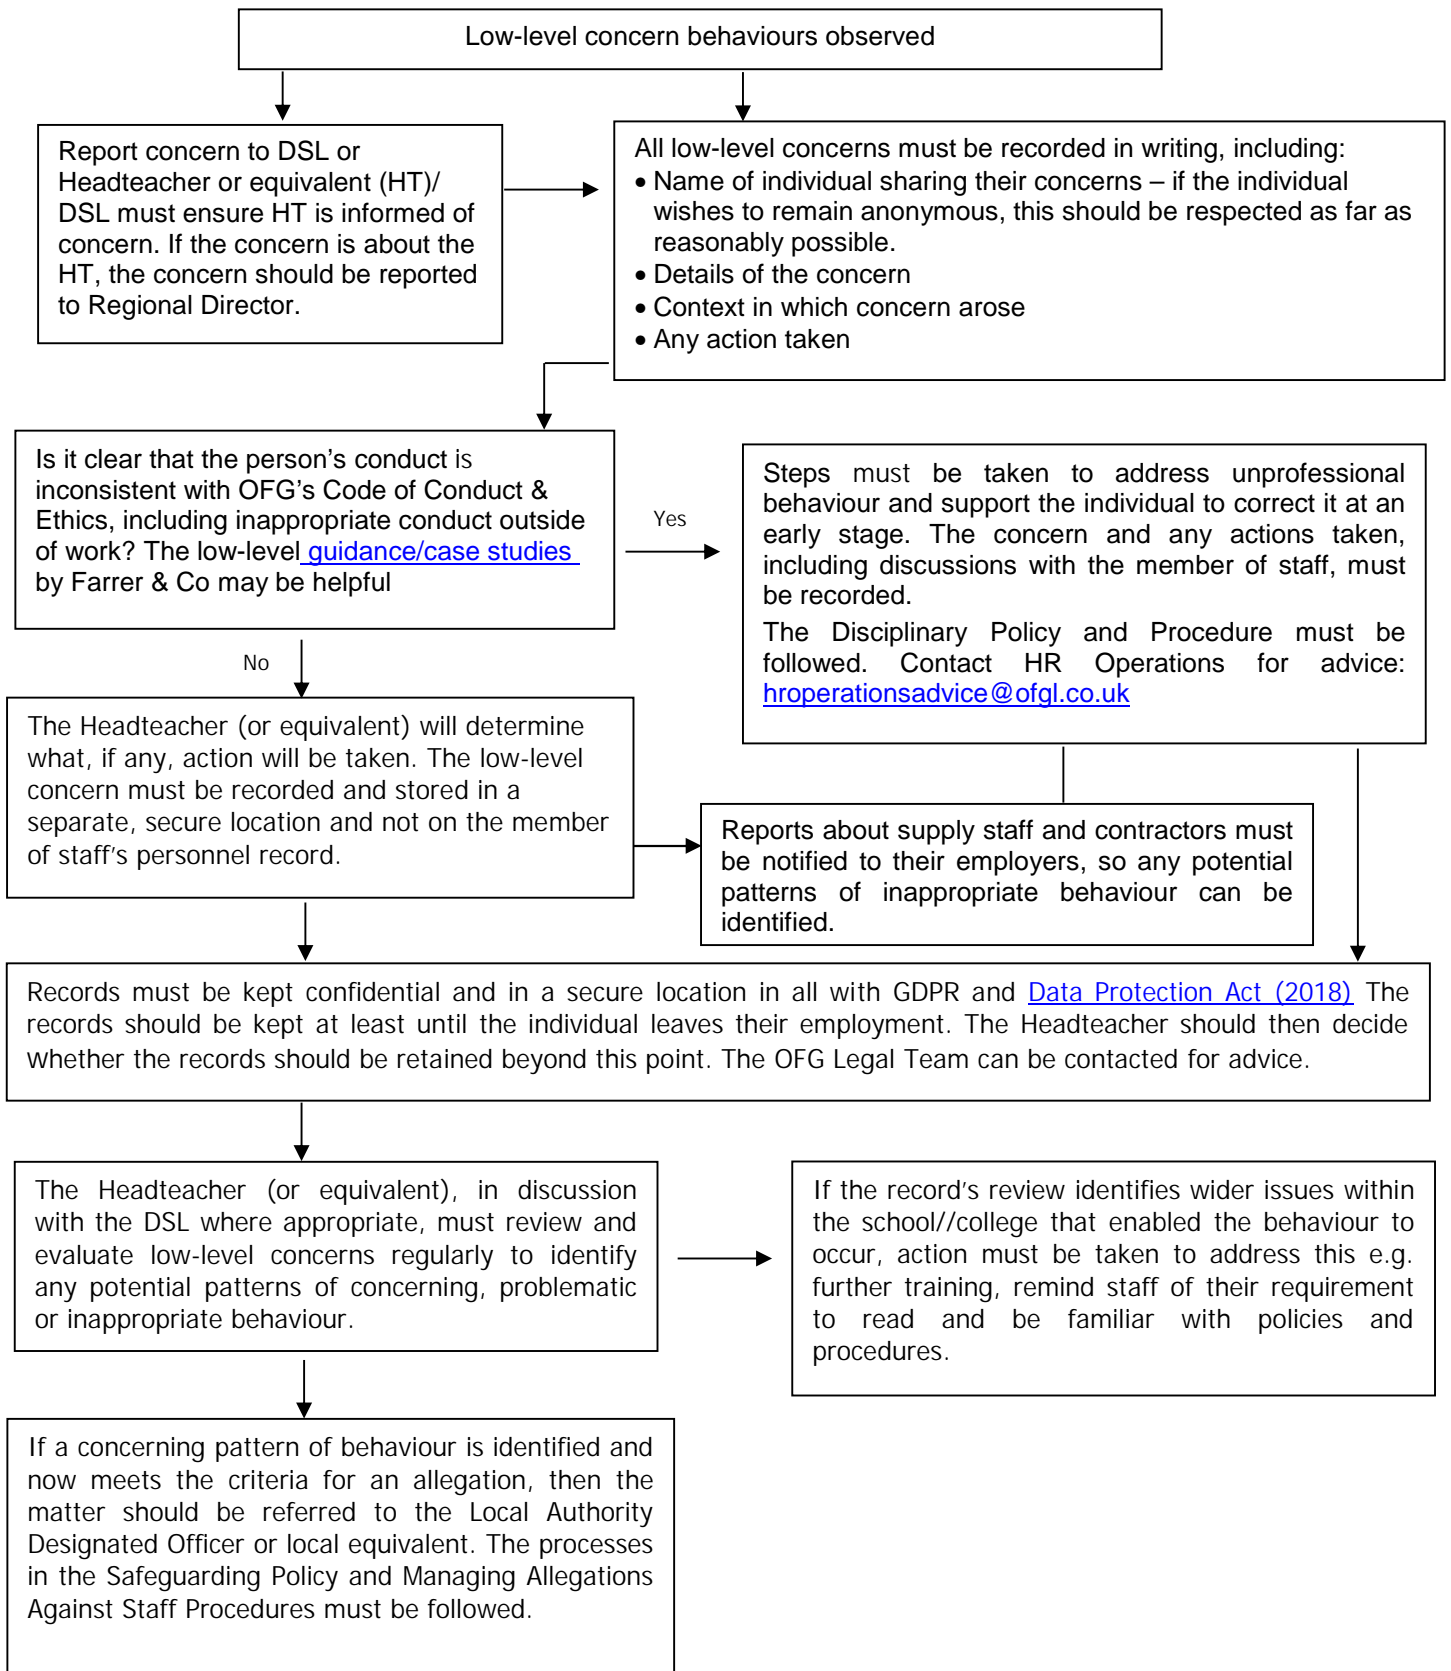 Low-level concern behaviours observed
Report concern to DSL or
Headteacher or equivalent (HT)/
DSL must ensure HT is informed of
concern. If the concern is about the
HT, the concern should be reported
to Regional Director.
All low-level concerns must be recorded in writing, including:
• Name of individual sharing their concerns – if the individual
wishes to remain anonymous, this should be respected as far as
reasonably possible.
• Details of the concern
• Context in which concern arose
• Any action taken
Is it clear that the person's conduct is
inconsistent with OFG's Code of Conduct &
Ethics, including inappropriate conduct outside
of work? The low-level guidance/case studies
by Farrer & Co may be helpful
Yes
Steps must be taken to address unprofessional
behaviour and support the individual to correct it at an
early stage. The concern and any actions taken,
including discussions with the member of staff, must
be recorded.
The Disciplinary Policy and Procedure must be
followed. Contact HR Operations for advice:
hroperationsadvice@ofgl.co.uk
No
The Headteacher (or equivalent) will determine
what, if any, action will be taken. The low-level
concern must be recorded and stored in a
separate, secure location and not on the member
of staff's personnel record.
Reports about supply staff and contractors must
be notified to their employers, so any potential
patterns of inappropriate behaviour can be
identified.
Records must be kept confidential and in a secure location in all with GDPR and Data Protection Act (2018) The
records should be kept at least until the individual leaves their employment. The Headteacher should then decide
whether the records should be retained beyond this point. The OFG Legal Team can be contacted for advice.
The Headteacher (or equivalent), in discussion
with the DSL where appropriate, must review and
evaluate low-level concerns regularly to identify
any potential patterns of concerning, problematic
or inappropriate behaviour.
If the record's review identifies wider issues within
the school//college that enabled the behaviour to
occur, action must be taken to address this e.g.
further training, remind staff of their requirement
to read and be familiar with policies and
procedures.
If a concerning pattern of behaviour is identified and
now meets the criteria for an allegation, then the
matter should be referred to the Local Authority
Designated Officer or local equivalent. The processes
in the Safeguarding Policy and Managing Allegations
Against Staff Procedures must be followed.